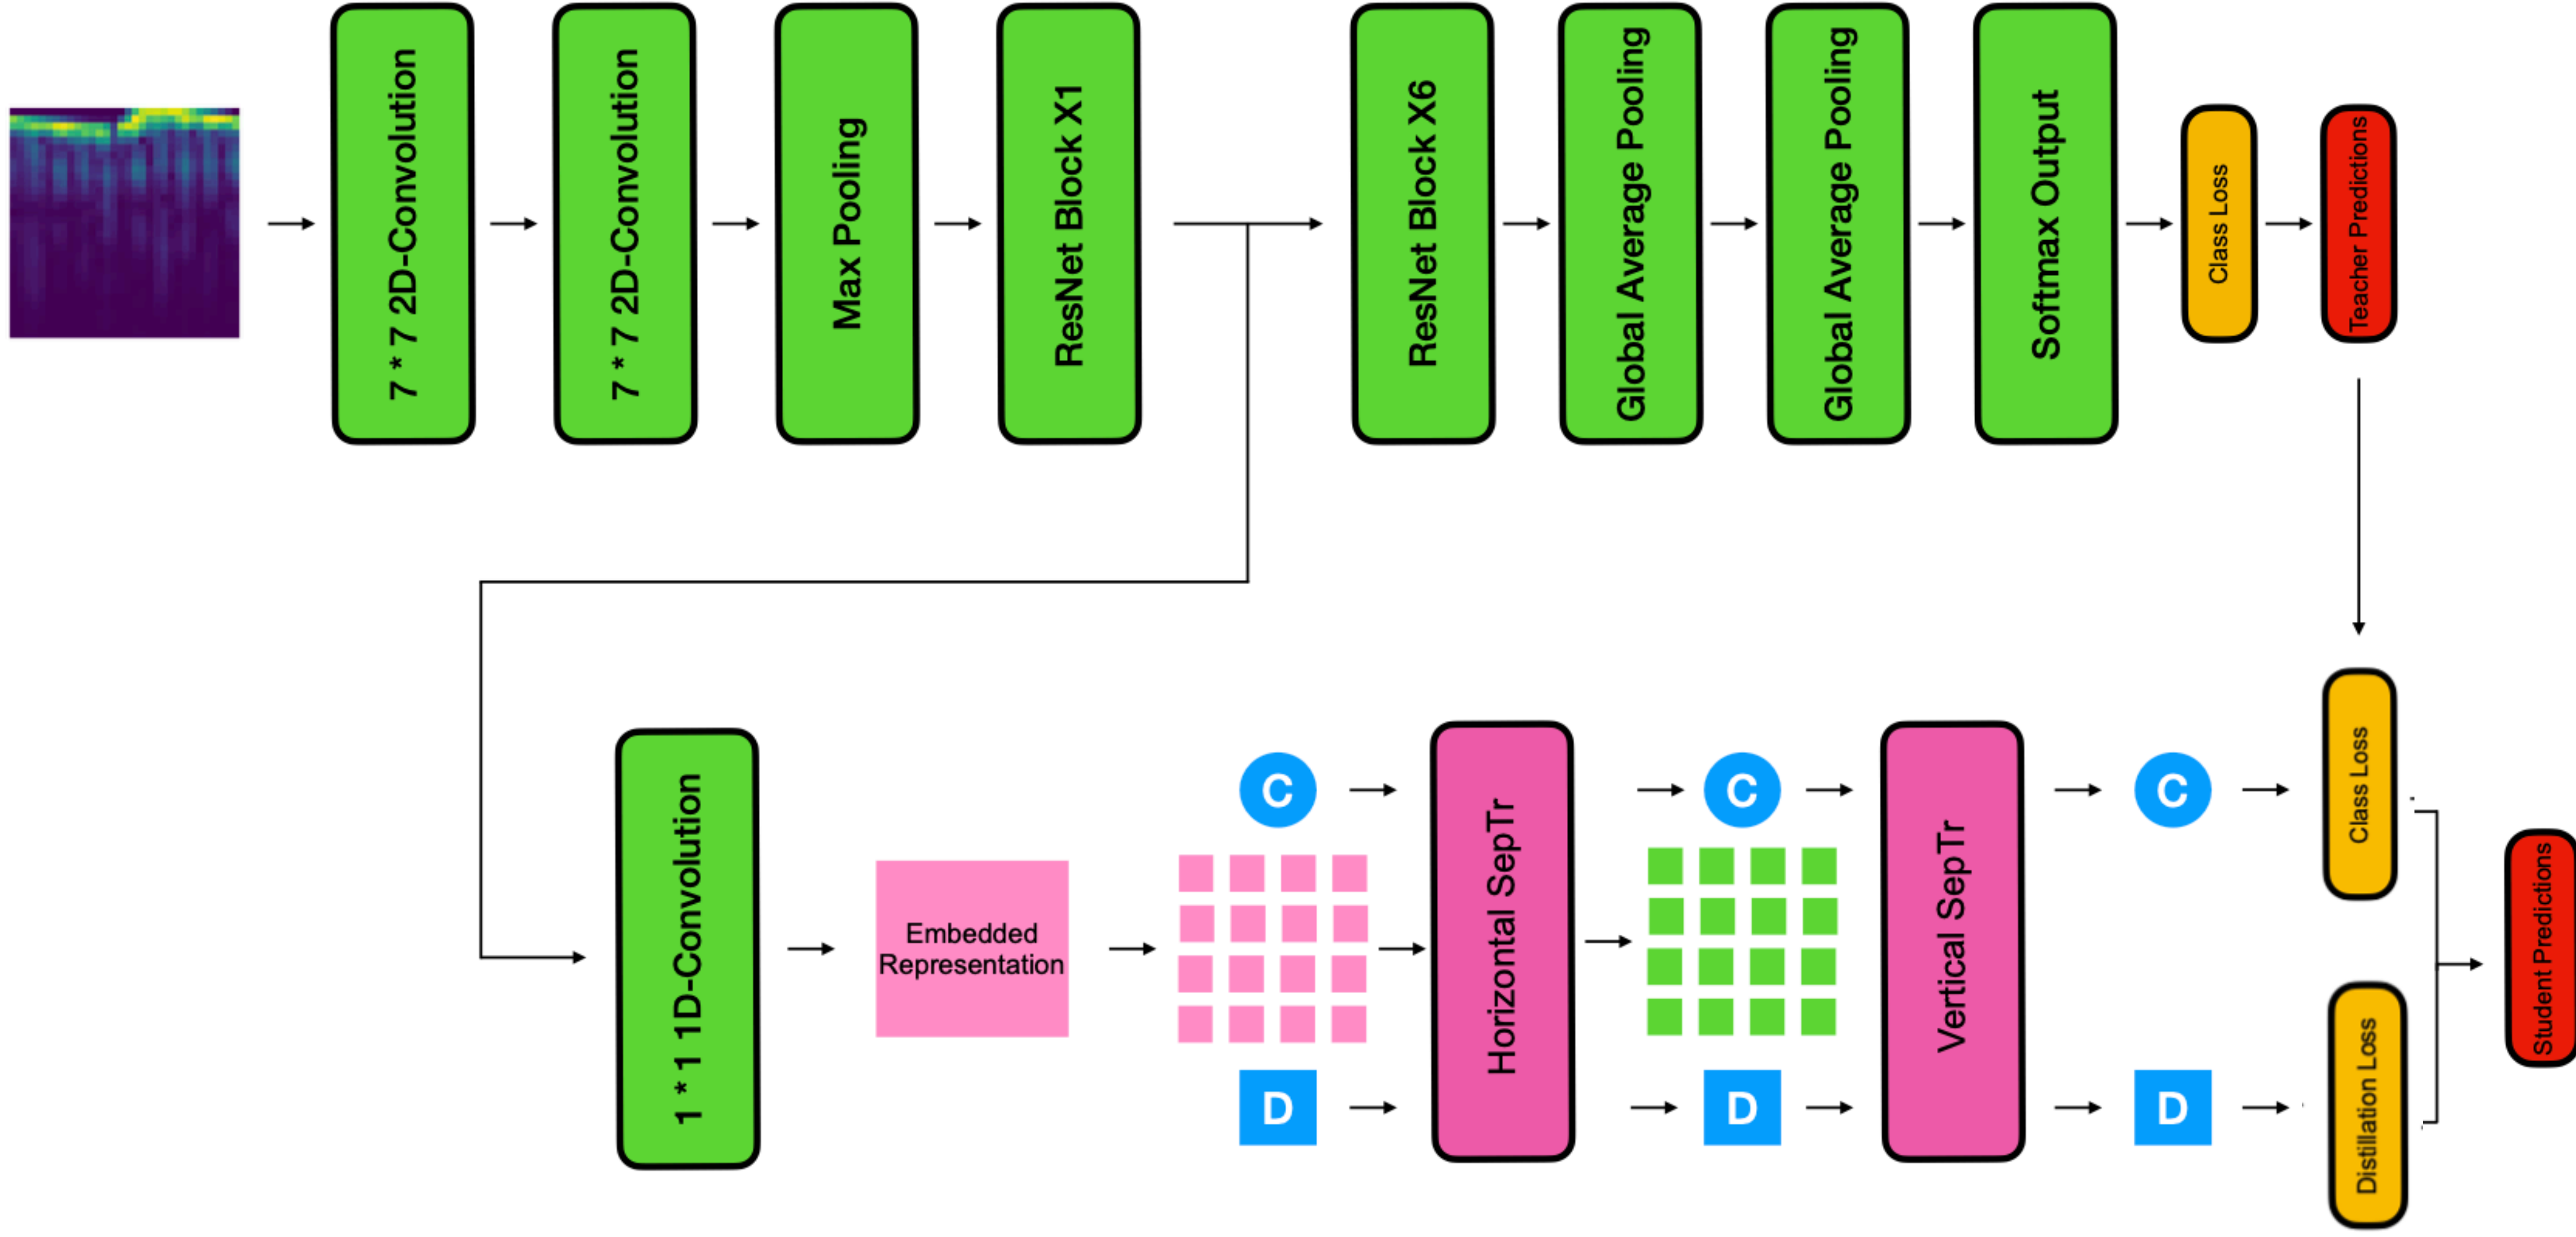 7 * 7 2D-Convolution
7 * 7 2D-Convolution
Max Pooling
ResNet Block X1
ResNet Block X6
Global Average Pooling
Global Average Pooling
Softmax Output
Class Loss
Teacher Predictions
1 * 1 1D-Convolution
Embedded
Representation
C
D
Horizontal SepTr
C
D
Vertical SepTr
C
D
Class Loss
Distillation Loss
Student Predictions